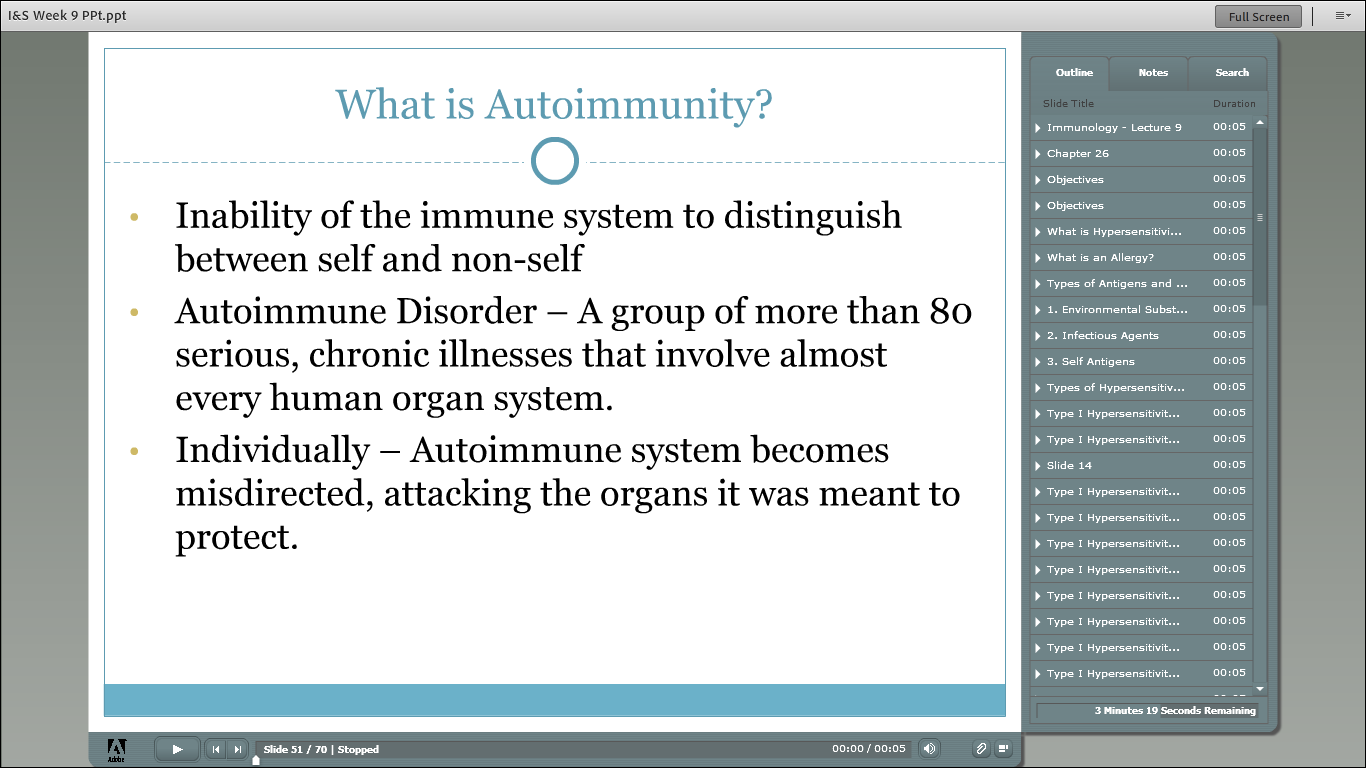 I&S Week 9 PPt.ppt
Full Screen
What is Autoimmunity?
• Inability of the immune system to distinguish
between self and non-self
• Autoimmune Disorder – A group of more than 80
serious, chronic illnesses that involve almost
every human organ system.
• Individually – Autoimmune system becomes
misdirected, attacking the organs it was meant to
protect.
Outline Notes Search
Slide Title Duration
Immunology - Lecture 9 00:05
Chapter 26 00:05
Objectives 00:05
Objectives 00:05
What is Hypersensitivi... 00:05
What is an Allergy? 00:05
Types of Antigens and ... 00:05
1. Environmental Subst... 00:05
2. Infectious Agents 00:05
3. Self Antigens 00:05
Types of Hypersensitiv... 00:05
Type I Hypersensitivit... 00:05
Type I Hypersensitivit... 00:05
Slide 14 00:05
Type I Hypersensitivit... 00:05
Type I Hypersensitivit... 00:05
Type I Hypersensitivit... 00:05
Type I Hypersensitivit... 00:05
Type I Hypersensitivit... 00:05
Type I Hypersensitivit... 00:05
Type I Hypersensitivit... 00:05
Type I Hypersensitivit... 00:05
3 Minutes 19 Seconds Remaining
Adobe
Slide 51 / 70 | Stopped
00:00 / 00:05